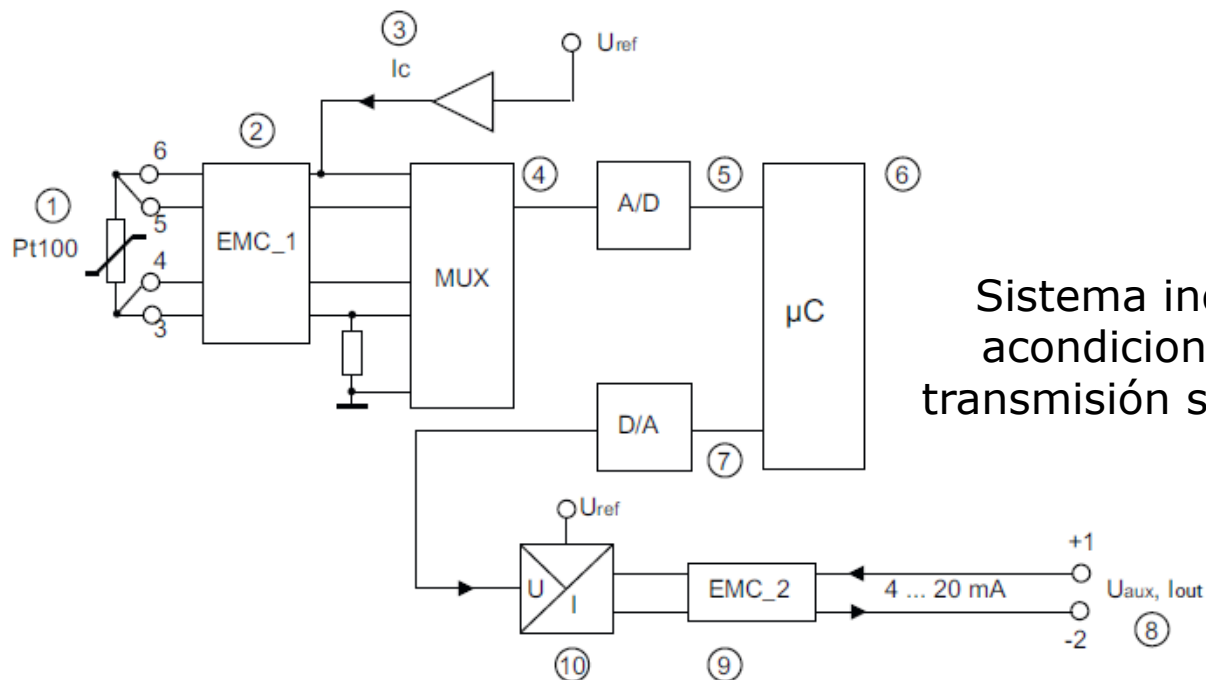 ③
Ic
Uref
②
6
①
Pt100
5
4
3
EMC_1
MUX
④
A/D
⑤
⑥
µC
D/A
⑦
Sistema
acondicion
transmisión s
Uref
U
I
⑩
EMC_2
⑨
4 ... 20 mA
+1
-2
Uaux, Iout
⑧